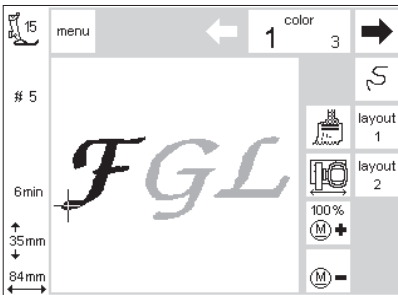 15
menu
color
1 3
# 5
layout
1
layout
2
FGL
6min
100%
M +
35mm
M -
84mm